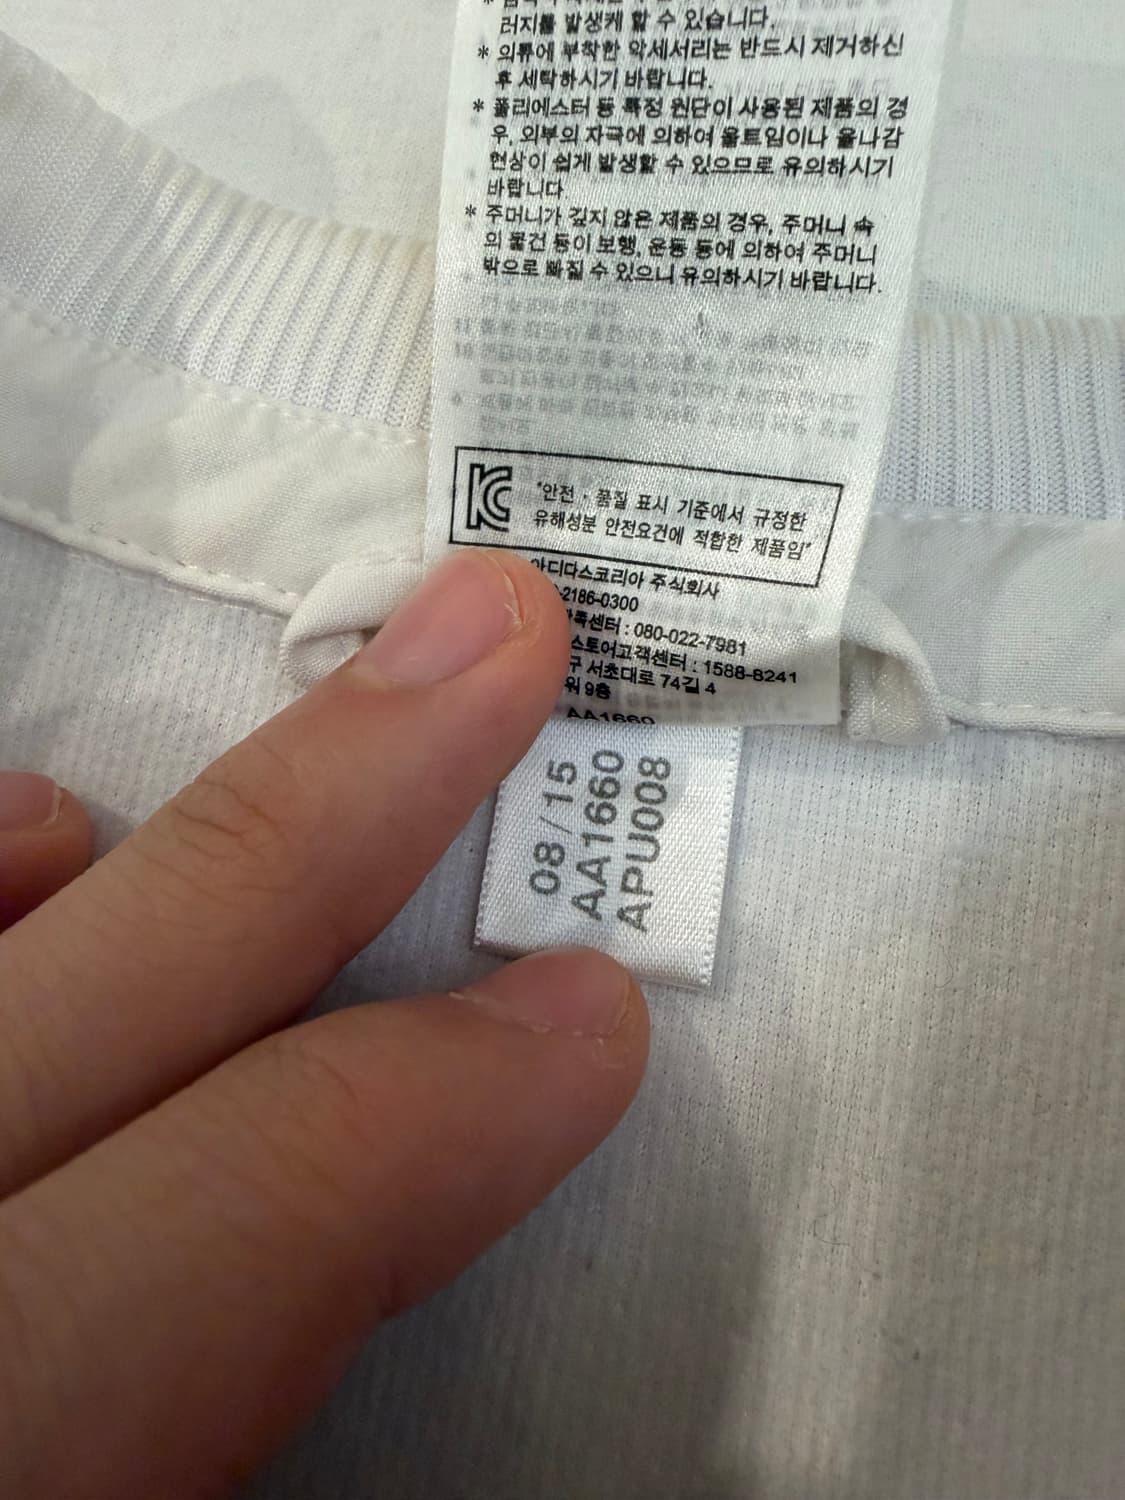 러지를 발생케 할 수 있습니다.
* 의류에 부착한 악세서리는 반드시 제거하신
후 세탁하시기 바랍니다.
* 폴리에스터 등 특정 원단이 사용된 제품의 경
우, 외부의 자극에 의하여 올트임이나 올나감
현상이 쉽게 발생할 수 있으므로 유의하시기
바랍니다.
* 주머니가 깊지 않은 제품의 경우, 주머니 속
의 물건 등이 보행, 운동 등에 의하여 주머니
밖으로 빠질 수 있으니 유의하시기 바랍니다.
"안전 · 품질 표시 기준에서 규정한
유해성분 안전요건에 적합한 제품임"
아디다스코리아 주식회사
-2186-0300
족센터 : 080-022-7981
스토어고객센터 : 1588-8241
구 서초대로 74길 4
워 9층
AA1660
08/15
AA1660
APU008